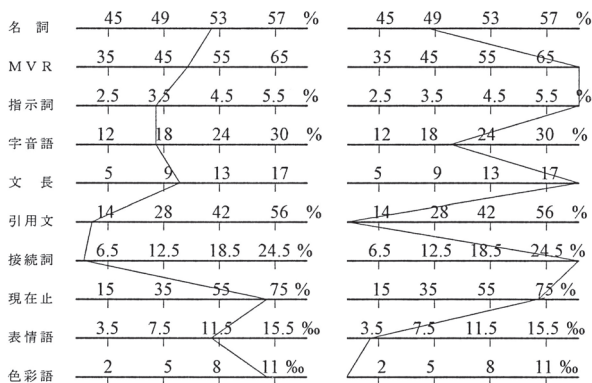 45 49 53 57 % 45 49 53 57 %
名詞
35 45 55 65 35 45 55 65
MVR
2.5 3.5 4.5 5.5 % 2.5 3.5 4.5 5.5 %
指示詞
12 18 24 30 % 12 18 24 30 %
字音語
5 9 13 17 5 9 13 17
文長
14 28 42 56 % 14 28 42 56 %
引用文
6.5 12.5 18.5 24.5 % 6.5 12.5 18.5 24.5 %
接続詞
15 35 55 75 % 15 35 55 75 %
現在止
3.5 7.5 11.5 15.5 ‰ 3.5 7.5 11.5 15.5 ‰
表情語
2 5 8 11 ‰ 2 5 8 11 ‰
色彩語